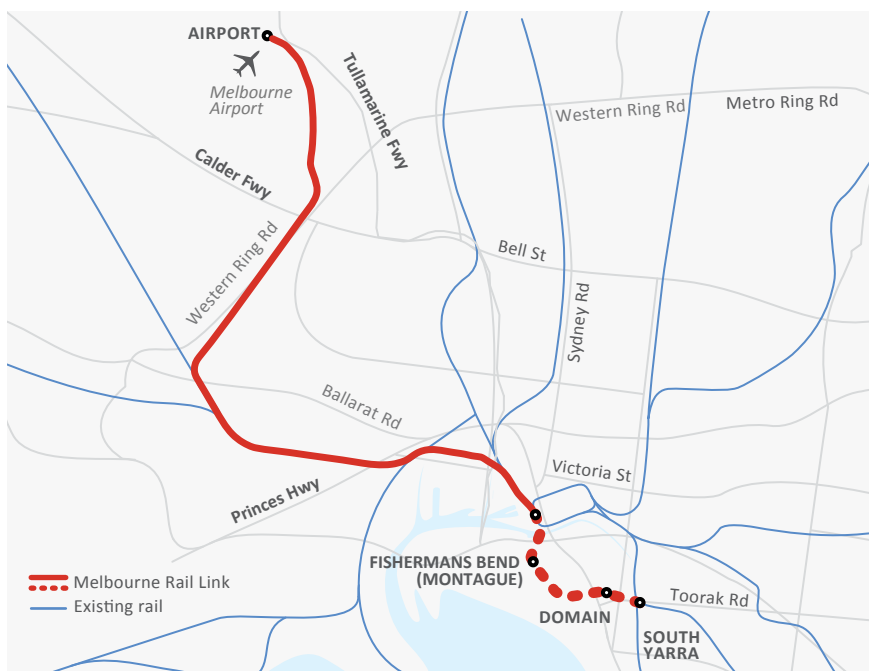 AIRPORT
Melbourne
Airport
Tullamarine Fwy
Western Ring Rd
Metro Ring Rd
Calder Fwy
Western Ring Rd
Bell St
Sydney Rd
Ballarat Rd
Victoria St
Princes Hwy
FISHERMANS BEND
(MONTAGUE)
Melbourne Rail Link
Existing rail
DOMAIN
Toorak Rd
SOUTH
YARRA